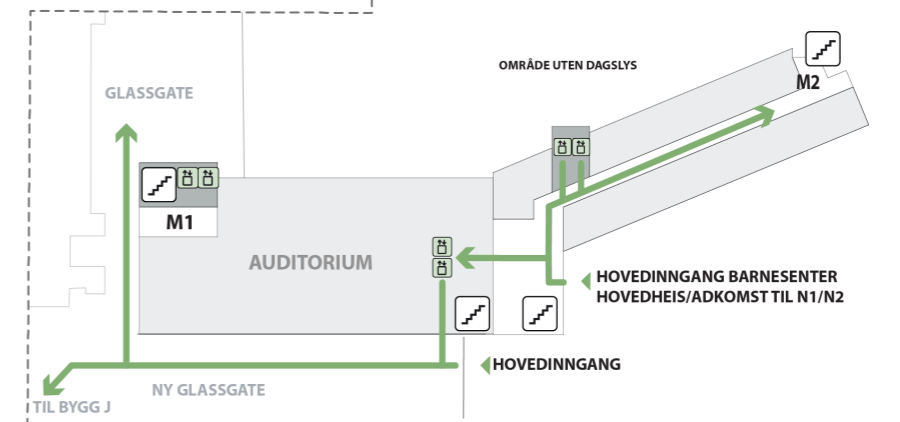 OMRÅDE UTEN DAGSLYS
M2
GLASSGATE
M1
AUDITORIUM
HOVEDINNGANG BARNESENTER
HOVEDHEIS/ADKOMST TIL N1/N2
HOVEDINNGANG
NY GLASSGATE
TIL BYGG J